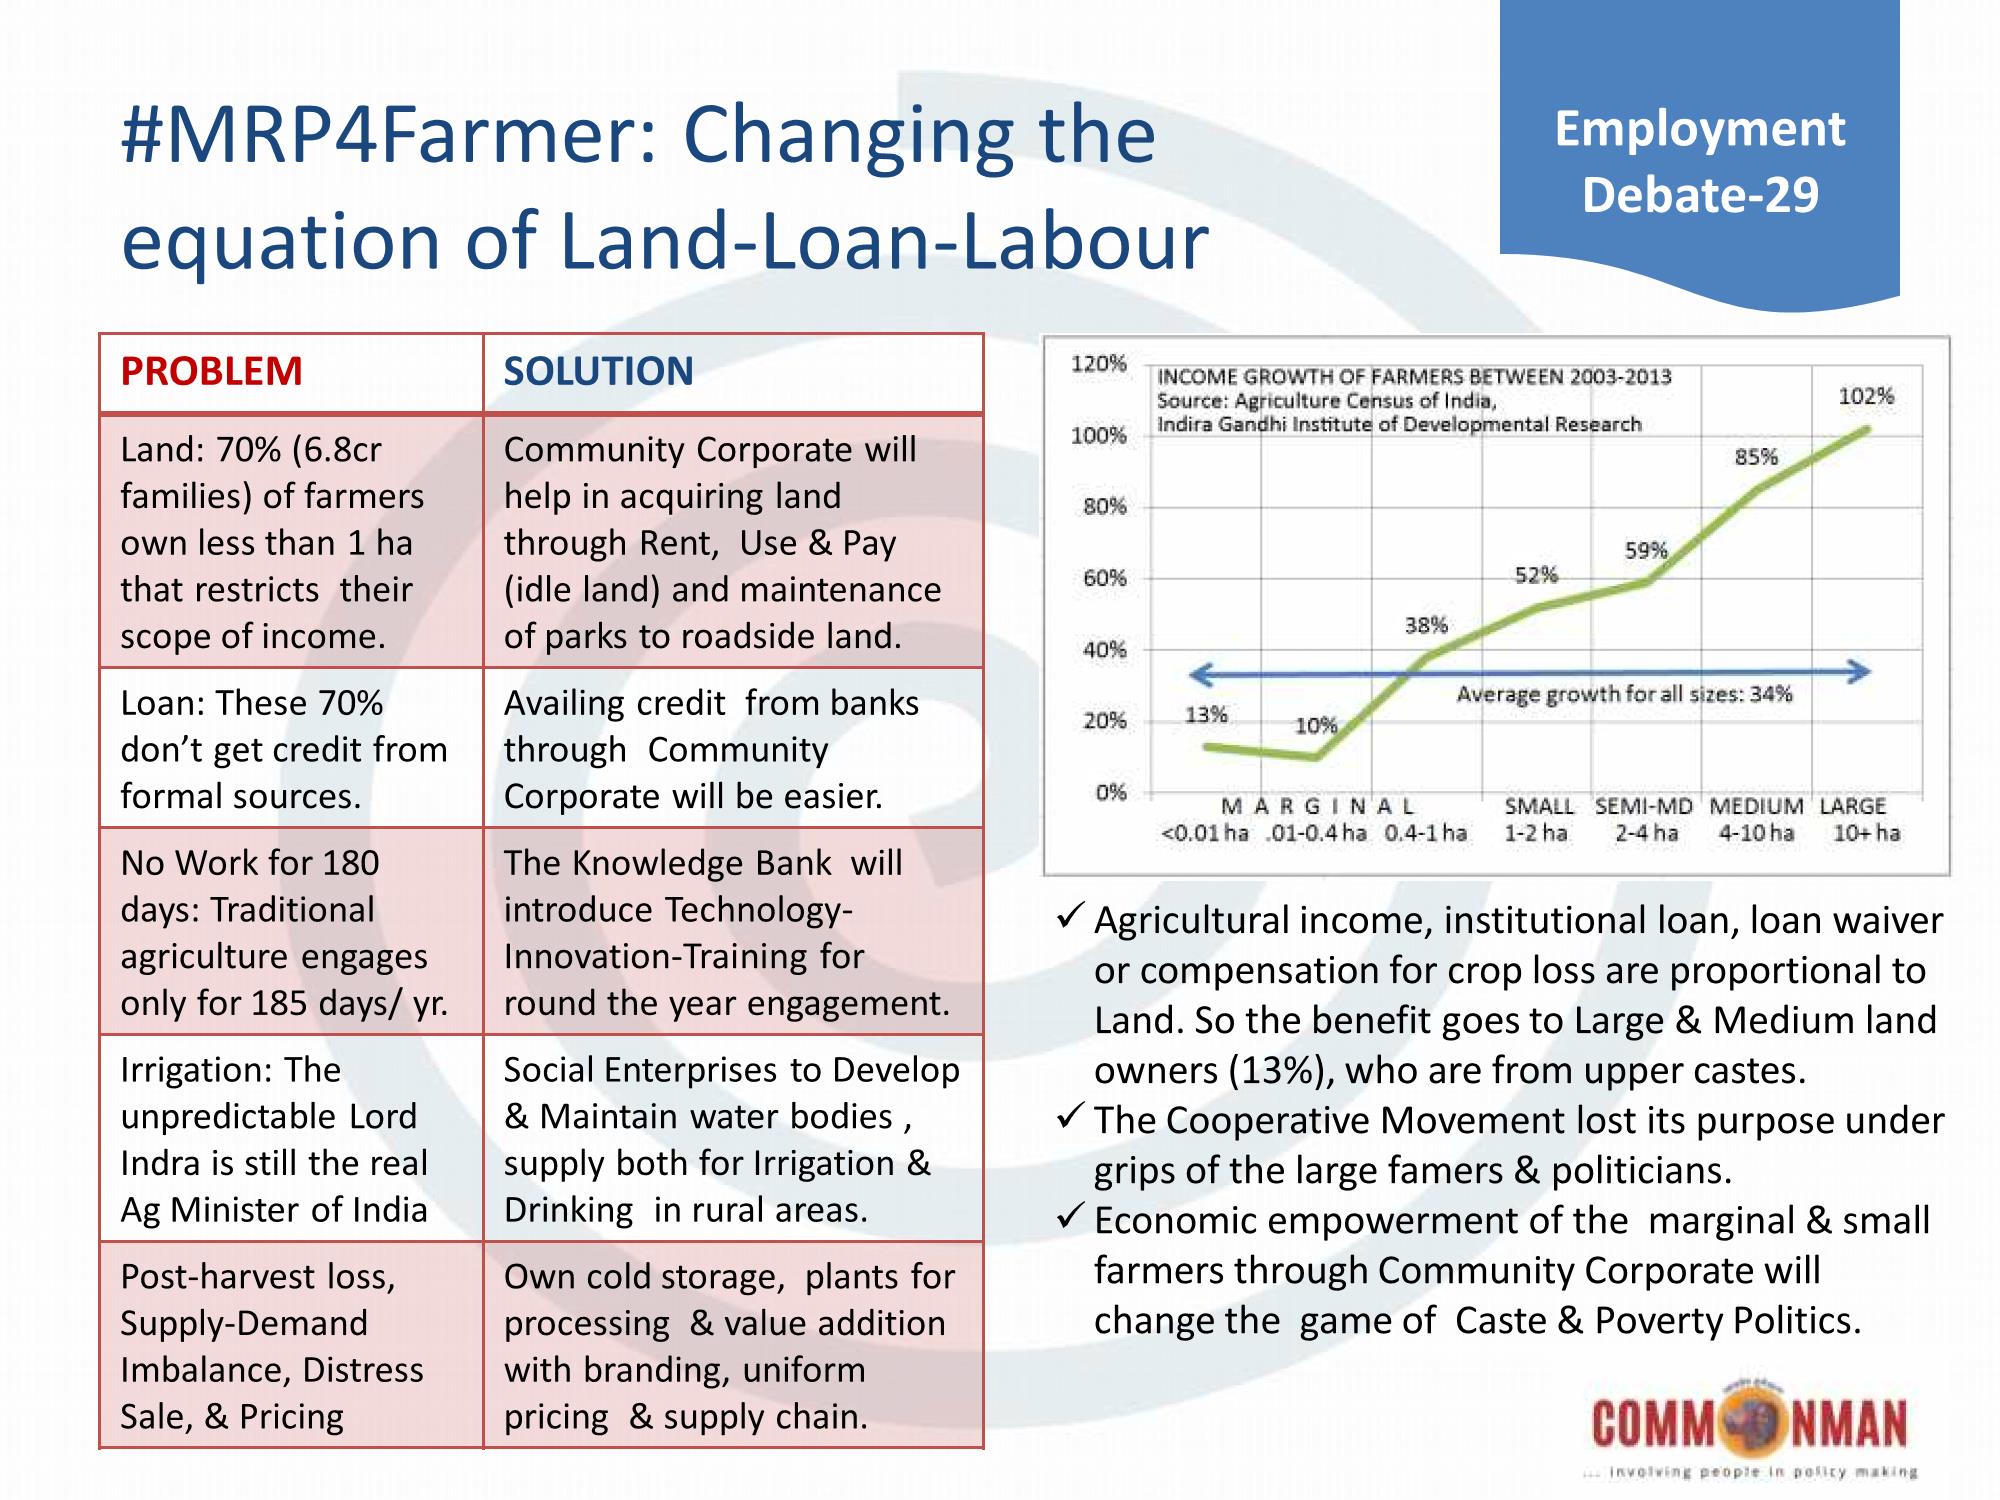 #MRP4Farmer: Changing the
equation of Land-Loan-Labour
Employment
Debate-29
PROBLEM
SOLUTION
Land: 70% (6.8cr
families) of farmers
own less than 1 ha
that restricts their
scope of income.
Community Corporate will
help in acquiring land
through Rent, Use & Pay
(idle land) and maintenance
of parks to roadside land.
Loan: These 70%
don’t get credit from
formal sources.
Availing credit from banks
through Community
Corporate will be easier.
No Work for 180
days: Traditional
agriculture engages
only for 185 days/ yr.
The Knowledge Bank will
introduce Technology-
Innovation-Training for
round the year engagement.
Irrigation: The
unpredictable Lord
Indra is still the real
Ag Minister of India
Social Enterprises to Develop
& Maintain water bodies ,
supply both for Irrigation &
Drinking in rural areas.
Post-harvest loss,
Supply-Demand
Imbalance, Distress
Sale, & Pricing
Own cold storage, plants for
processing & value addition
with branding, uniform
pricing & supply chain.
INCOME GROWTH OF FARMERS BETWEEN 2003-2013
Source: Agriculture Census of India,
Indira Gandhi Institute of Developmental Research
120%
100%
80%
60%
40%
20%
0%
13%
10%
38%
52%
59%
85%
102%
Average growth for all sizes: 34%
M A R G I N A L SMALL SEMI-MD MEDIUM LARGE
<0.01 ha .01-0.4 ha 0.4-1 ha 1-2 ha 2-4 ha 4-10 ha 10+ ha
✓ Agricultural income, institutional loan, loan waiver
or compensation for crop loss are proportional to
Land. So the benefit goes to Large & Medium land
owners (13%), who are from upper castes.
✓ The Cooperative Movement lost its purpose under
grips of the large famers & politicians.
✓ Economic empowerment of the marginal & small
farmers through Community Corporate will
change the game of Caste & Poverty Politics.
COMMONMAN
... involving people in policy making